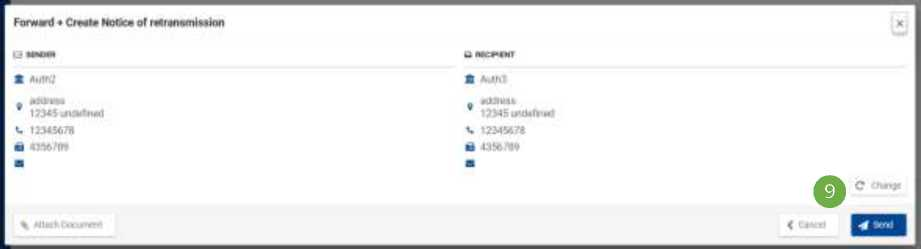 Forward + Create Notice of retransmission
×
SENDER
Auth2
address
12345 undefined
12345678
4356789
RECIPIENT
Auth3
address
12345 undefined
12345678
4356789
9
Change
Attach Document
Cancel
Send